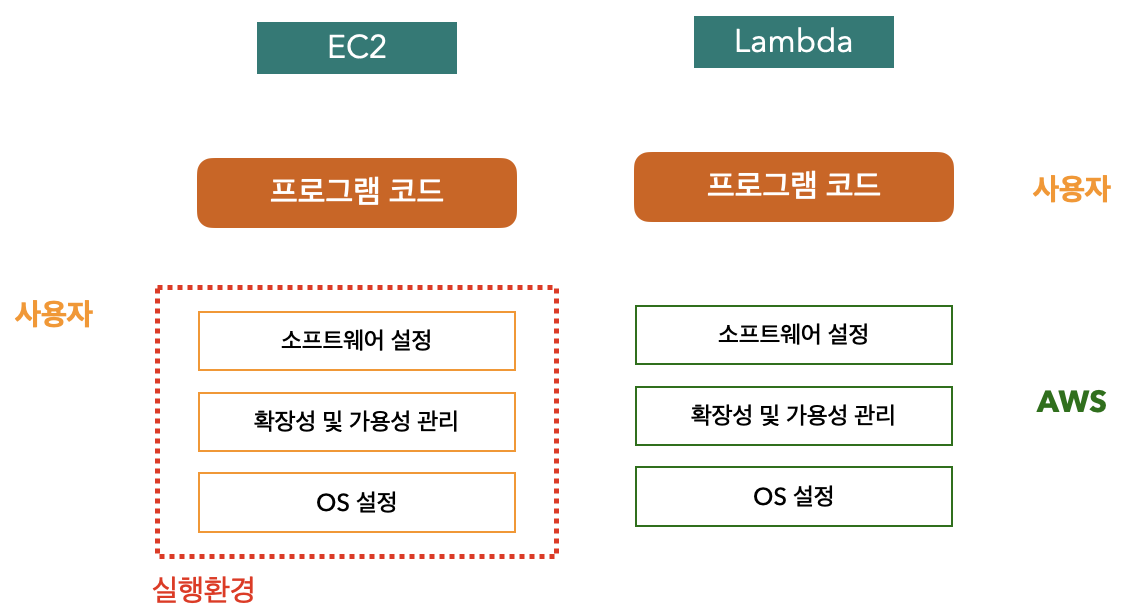 EC2
Lambda
프로그램 코드
프로그램 코드
사용자
사용자
소프트웨어 설정
소프트웨어 설정
확장성 및 가용성 관리
확장성 및 가용성 관리
AWS
OS 설정
OS 설정
실행환경